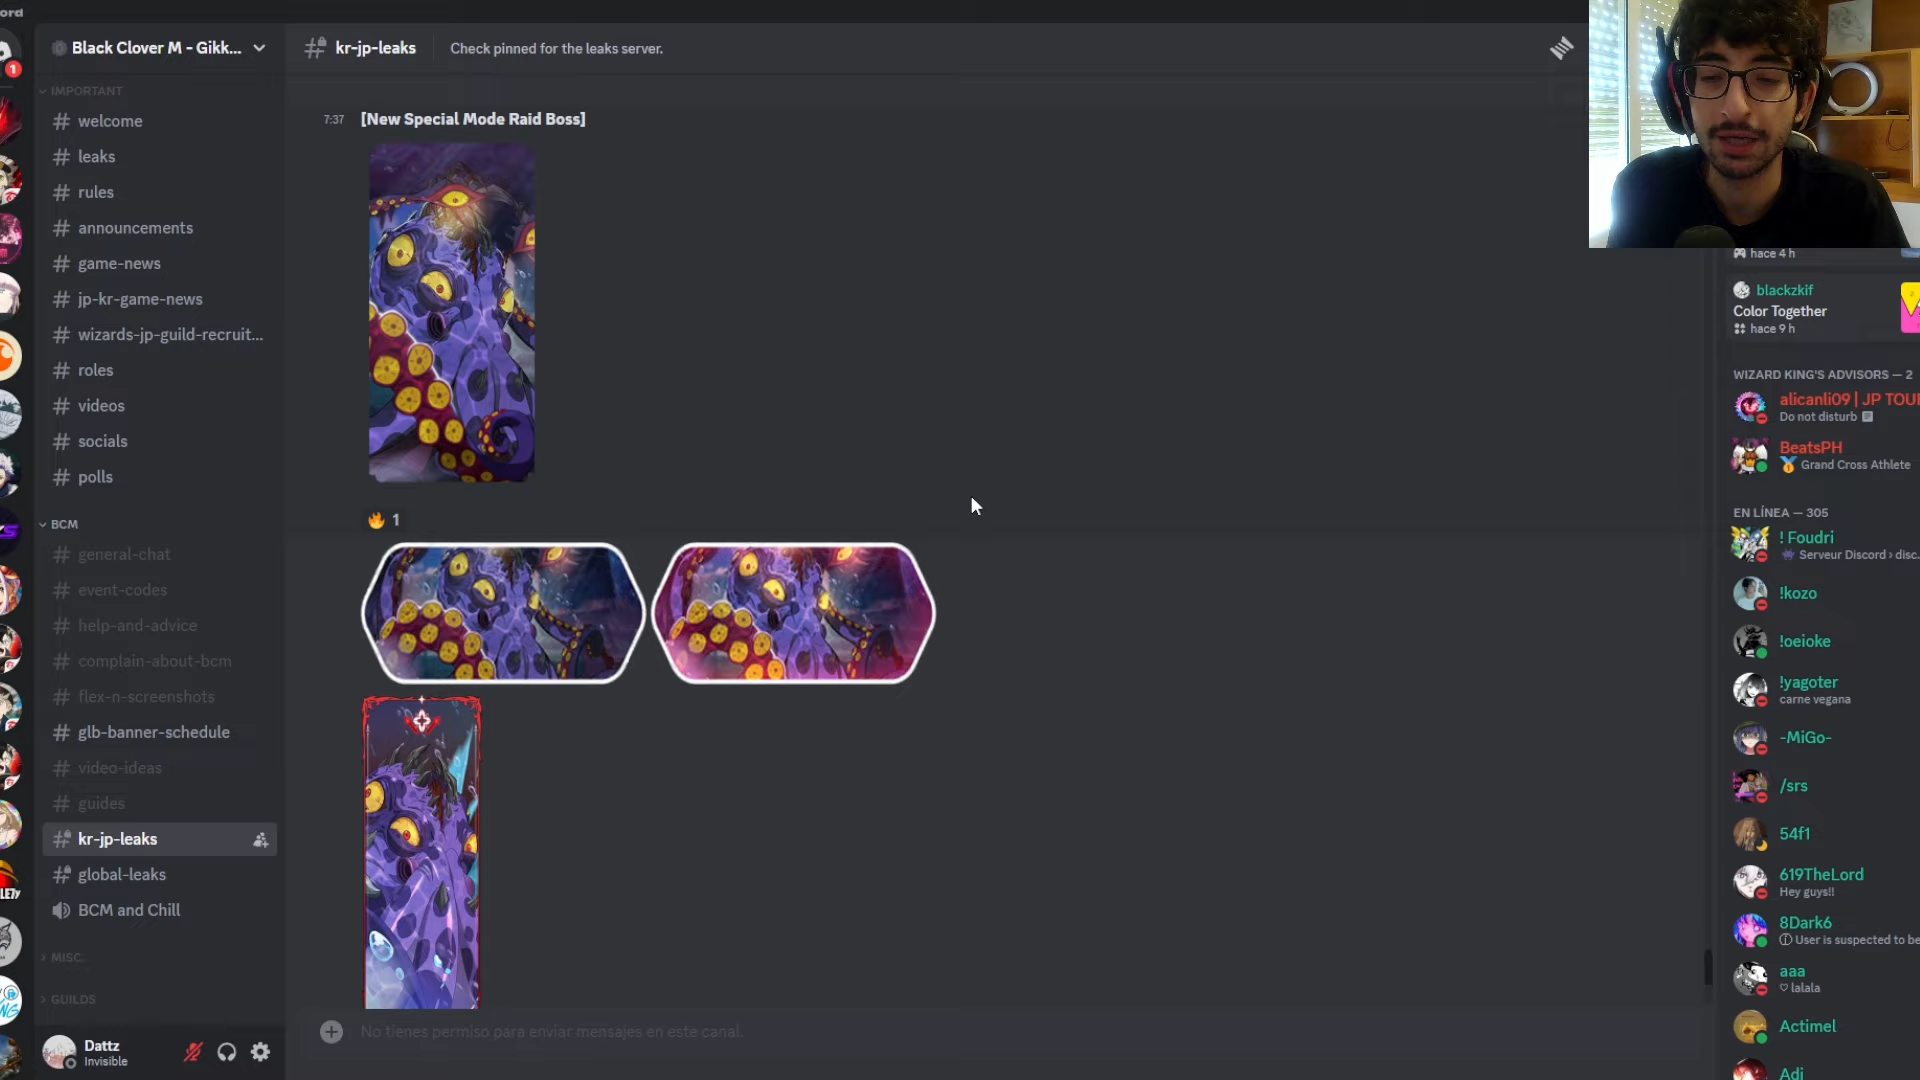 ord
1
Black Clover M - Gikk...
kr-jp-leaks
Check pinned for the leaks server.
IMPORTANT
welcome
leaks
rules
announcements
game-news
jp-kr-game-news
wizards-jp-guild-recruit...
roles
videos
socials
polls
BCM
general-chat
event-codes
help-and-advice
complain-about-bcm
flex-n-screenshots
glb-banner-schedule
video-ideas
guides
kr-jp-leaks
global-leaks
BCM and Chill
MISC.
GUILDS
Dattz
Invisible
7:37 [New Special Mode Raid Boss]
1
No tienes permiso para enviar mensajes en este canal.
hace 4 h
blackzkif
Color Together
hace 9 h
WIZARD KING'S ADVISORS — 2
alicanli09 | JP TOU
Do not disturb
BeatsPH
Grand Cross Athlete
EN LÍNEA — 305
! Foudri
Serveur Discord › disc...
!kozo
!oeioke
!yagoter
carne vegana
-MiGo-
/srs
54f1
619TheLord
Hey guys!!
8Dark6
User is suspected to be
aaa
lalala
Actimel
Adi